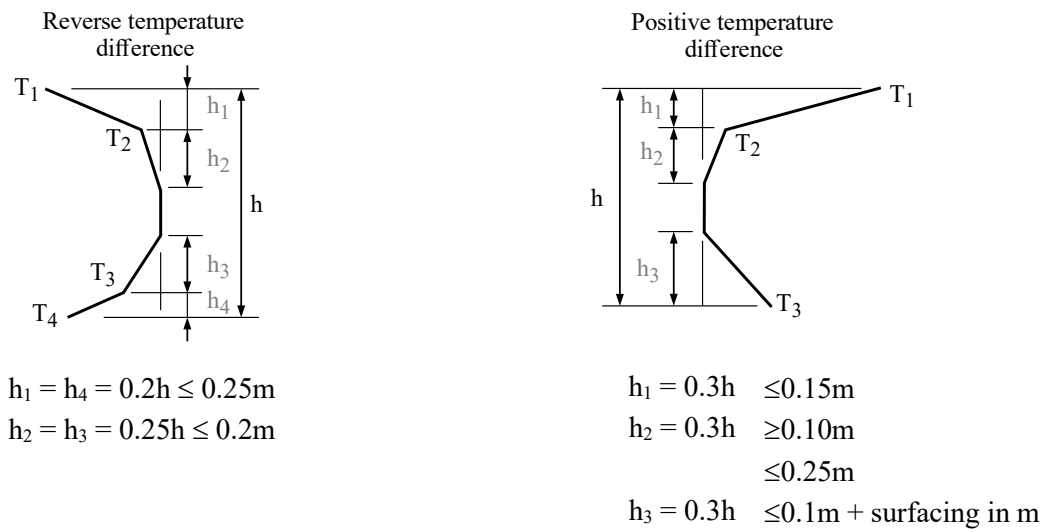 Reverse temperature
difference
T1
h1
T2
h2
h
h3
T3
h4
T4
h1 = h4 = 0.2h ≤ 0.25m
h2 = h3 = 0.25h ≤ 0.2m
Positive temperature
difference
T1
h1
T2
h2
h
h3
T3
h1 = 0.3h ≤0.15m
h2 = 0.3h ≥0.10m
≤0.25m
h3 = 0.3h ≤0.1m + surfacing in m